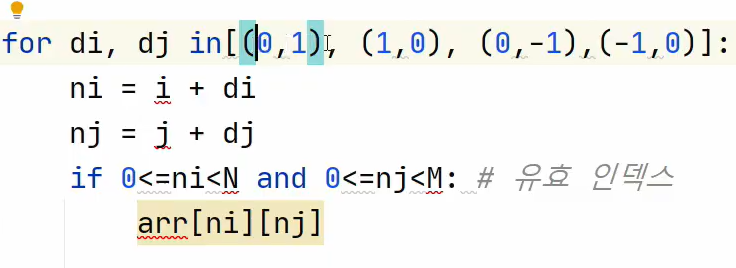 for di, dj in[(0,1), (1,0), (0,-1),(-1,0)]:
    ni = i + di
    nj = j + dj
    if 0<=ni<N and 0<=nj<M: # 유효 인덱스
        arr[ni][nj]